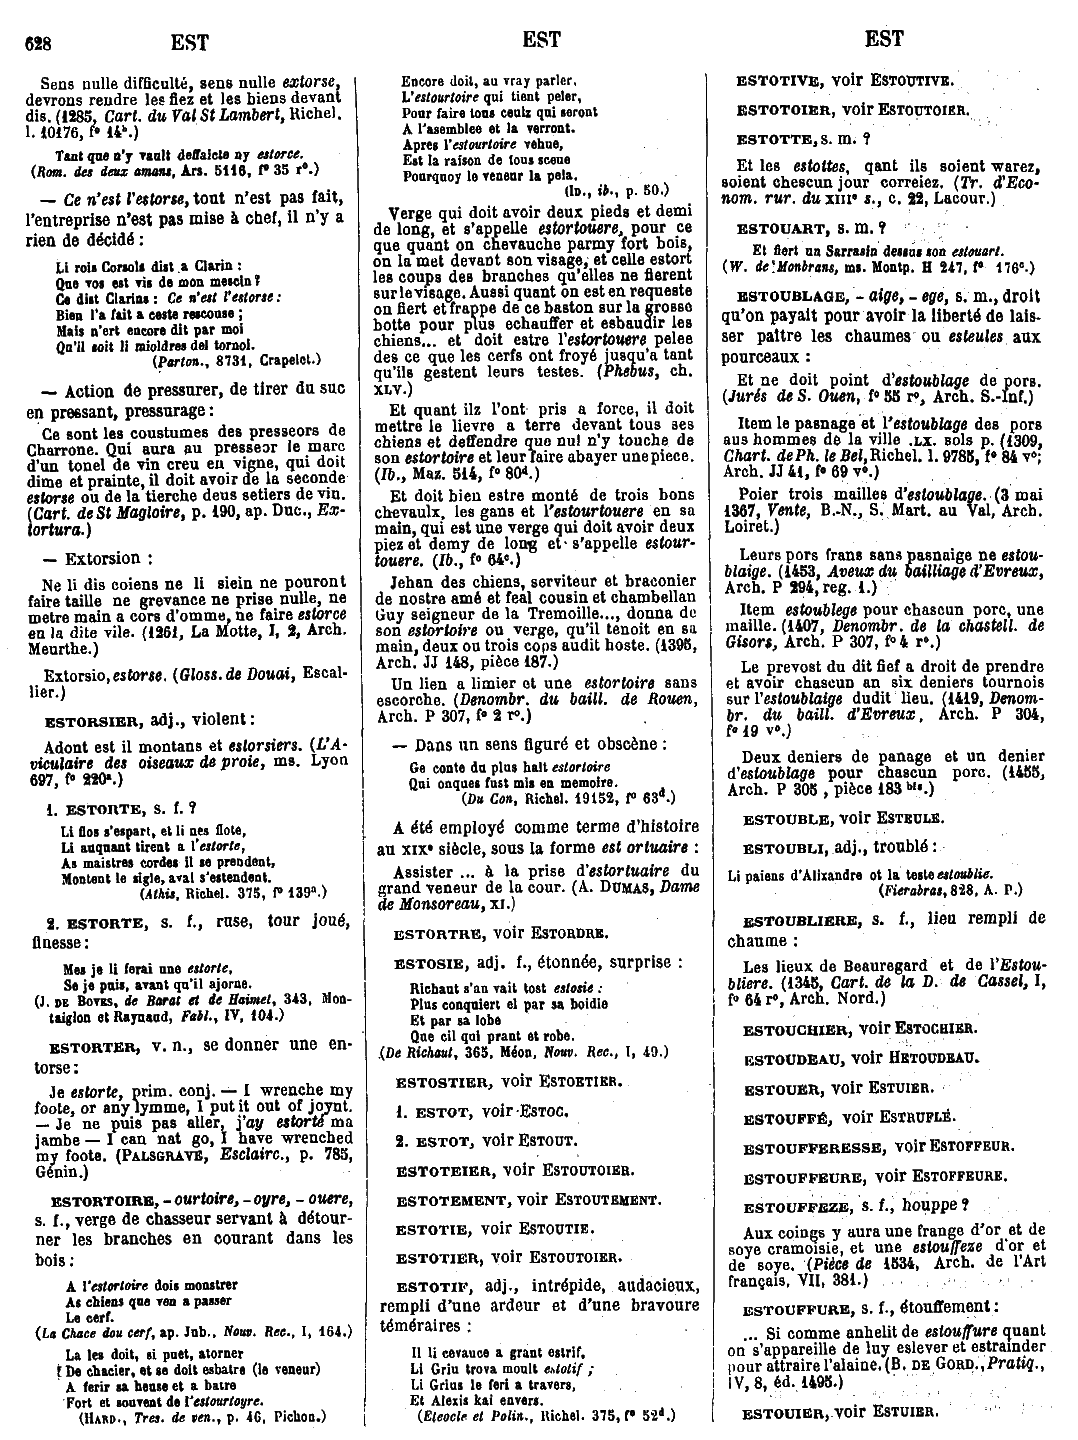 628 EST EST EST
Sens nulle difficulté, sens nulle extorse,
devrons rendre les fiez et les biens devant
dis. (1285, Cart. du Val St Lambert, Richel.
l. 10176, fº 14ᵇ.)
Tant que n'y vault deffalcte ny estorce.
(Rom. des deux amans, Ars. 5116, fº 35 rº.)
— Ce n'est l'estorse, tout n'est pas fait,
l'entreprise n'est pas mise à chef, il n'y a
rien de décidé :
Li rois Corsols dist a Clarin :
Que vos est vis de mon mescin ?
Ce dist Clarins : Ce n'est l'estorse :
Bien l'a fait a ceste rescousse ;
Mais n'ert encore dit par moi
Qu'il soit li mioldres del tornoi.
(Parton., 8731, Crapelet.)
— Action de pressurer, de tirer du suc
en pressant, pressurage :
Ce sont les coustumes des presseors de
Charrone. Qui aura au presseor le marc
d'un tonel de vin creu en vigne, qui doit
dime et prainte, il doit avoir de la seconde
estorse ou de la tierche deus setiers de vin.
(Cart. de St Magloire, p. 190, ap. Duc., Ex-
tortura.)
— Extorsion :
Ne li dis coiens ne li siein ne pouront
faire taille ne grevance ne prise nulle, ne
metre main a cors d'omme, ne faire estorce
en la dite vile. (1261, La Motte, I, 2, Arch.
Meurthe.)
Extorsio, estorse. (Gloss. de Douai, Escal-
lier.)
ESTORSIER, adj., violent :
Adont est il montans et estorsiers. (L'A-
viculaire des oiseaux de proie, ms. Lyon
697, fº 220ᵃ.)
1. ESTORTE, s. f. ?
Li flos s'espart, et li nes flote,
Li auquant tirent a l'estorte,
As maistres cordes il se prendent,
Montent le sigle, aval s'estendent.
(Athis, Richel. 375, fº 139ᵃ.)
2. ESTORTE, s. f., ruse, tour joué,
finesse :
Mes je li ferai une estorte,
Se je puis, avant qu'il ajorne.
(J. DE BOVES, de Barat et de Haimet, 343, Mon-
taiglon et Raynaud, Fabl., IV, 104.)
ESTORTER, v. n., se donner une en-
torse :
Je estorte, prim. conj. — I wrenche my
foote, or any lymme, I put it out of joynt.
— Je ne puis pas aller, j'ay estorté ma
jambe — I can nat go, I have wrenched
my foote. (PALSGRAVE, Esclairc., p. 785,
Génin.)
ESTORTOIRE, - ourtoire, - oyre, - ouere,
s. f., verge de chasseur servant à détour-
ner les branches en courant dans les
bois :
A l'estortoire dois monstrer
As chiens que ven a passer
Le cerf.
(La Chace dou cerf, ap. Jub., Nouv. Rec., I, 164.)
La les doit, si puet, atorner
De chacier, et se doit esbatre (le veneur)
A ferir sa heuse et a batre
Fort et souvent de l'estourtoyre.
(HARD., Tres. de ven., p. 46, Pichon.)
Encore doit, au vray parler,
L'estourtoire qui tient peler,
Pour faire tous ceulz qui seront
A l'asemblee et la verront.
Apres l'estourtoire vehue,
Est la raison de tous sceue
Pourquoy le veneur la pela.
(ID., ib., p. 50.)
Verge qui doit avoir deux pieds et demi
de long, et s'appelle estortouere, pour ce
que quant on chevauche parmy fort bois,
on la met devant son visage, et celle estort
les coups des branches qu'elles ne fierent
sur le visage. Aussi quant on est en requeste
on fiert et frappe de ce baston sur la grosse
botte pour plus echauffer et esbaudir les
chiens... et doit estre l'estortouere pelee
des ce que les cerfs ont froyé jusqu'a tant
qu'ils gestent leurs testes. (Phebus, ch.
XLV.)
Et quant ilz l'ont pris a force, il doit
mettre le lievre a terre devant tous ses
chiens et deffendre que nul n'y touche de
son estortoire et leur faire abayer une piece.
(Ib., Maz. 514, fº 80ᵈ.)
Et doit bien estre monté de trois bons
chevaulx, les gans et l'estourtouere en sa
main, qui est une verge qui doit avoir deux
piez et demy de long et s'appelle estour-
touere. (Ib., fº 64ᶜ.)
Jehan des chiens, serviteur et braconier
de nostre amé et feal cousin et chambellan
Guy seigneur de la Tremoille..., donna de
son estortoire ou verge, qu'il tenoit en sa
main, deux ou trois cops audit hoste. (1395,
Arch. JJ 148, pièce 187.)
Un lien a limier et une estortoire sans
escorche. (Denombr. du baill. de Rouen,
Arch. P 307, fº 2 rº.)
— Dans un sens figuré et obscène :
Ge conte du plus halt estortoire
Qui onques fust mis en memoire.
(Du Con, Richel. 19152, fº 63ᵈ.)
A été employé comme terme d'histoire
au XIXᵉ siècle, sous la forme est ortuaire :
Assister ... à la prise d'estortuaire du
grand veneur de la cour. (A. DUMAS, Dame
de Monsoreau, XI.)
ESTORTRE, voir ESTORDRE.
ESTOSIE, adj. f., étonnée, surprise :
Richaut s'an vait tost estosie :
Plus conquiert el par sa boidie
Et par sa lobe
Que cil qui prant et robe.
(De Richaut, 365, Méon, Nouv. Rec., I, 49.)
ESTOSTIER, voir ESTOETIER.
1. ESTOT, voir ESTOC.
2. ESTOT, voir ESTOUT.
ESTOTEIER, voir ESTOUTOIER.
ESTOTEMENT, voir ESTOUTEMENT.
ESTOTIE, voir ESTOUTIE.
ESTOTIER, voir ESTOUTOIER.
ESTOTIF, adj., intrépide, audacieux,
rempli d'une ardeur et d'une bravoure
téméraires :
Il li cevauce a grant estrif,
Li Griu trova moult estotif ;
Li Grius le feri a travers,
Et Alexis kai envers.
(Eteocle et Polin., Richel. 375, fº 52ᵈ.)
ESTOTIVE, voir ESTOUTIVE.
ESTOTOIER, voir ESTOUTOIER.
ESTOTTE, s. m. ?
Et les estottes, qant ils soient warez,
soient chescun jour correiez. (Tr. d'Eco-
nom. rur. du XIIIᵉ s., c. 22, Lacour.)
ESTOUART, s. m. ?
Et fiert un Sarrasin dessus son estouart.
(W. de Monbrans, ms. Montp. H 247, fº 176ᶜ.)
ESTOUBLAGE, - aige, - ege, s. m., droit
qu'on payait pour avoir la liberté de lais-
ser paître les chaumes ou esteules aux
pourceaux :
Et ne doit point d'estoublage de pors.
(Jurés de S. Ouen, fº 55 rº, Arch. S.-Inf.)
Item le pasnage et l'estoublage des pors
aus hommes de la ville .LX. sols p. (1309,
Chart. de Ph. le Bel, Richel. l. 9785, fº 84 vº;
Arch. JJ 41, fº 69 vº.)
Poier trois mailles d'estoublage. (3 mai
1367, Vente, B.-N., S. Mart. au Val, Arch.
Loiret.)
Leurs pors frans sans pasnaige ne estou-
blaige. (1453, Aveux du bailliage d'Evreux,
Arch. P 294, reg. 1.)
Item estoublege pour chascun porc, une
maille. (1407, Denombr. de la chastell. de
Gisors, Arch. P 307, fº 4 rº.)
Le prevost du dit fief a droit de prendre
et avoir chascun an six deniers tournois
sur l'estoublaige dudit lieu. (1419, Denom-
br. du baill. d'Evreux, Arch. P 304,
fº 19 vº.)
Deux deniers de panage et un denier
d'estoublage pour chascun porc. (1455,
Arch. P 305, pièce 183 ᵇⁱˢ.)
ESTOUBLE, voir ESTEULE.
ESTOUBLI, adj., troublé :
Li paiens d'Alixandre ot la teste estoublie.
(Fierabras, 828, A. P.)
ESTOUBLIERE, s. f., lieu rempli de
chaume :
Les lieux de Beauregard et de l'Estou-
bliere. (1345, Cart. de la D. de Cassel, I,
fº 64 rº, Arch. Nord.)
ESTOUCHIER, voir ESTOCHIER.
ESTOUDEAU, voir HETOUDEAU.
ESTOUER, voir ESTUIER.
ESTOUFFÉ, voir ESTRUFLÉ.
ESTOUFFERESSE, voir ESTOFFEUR.
ESTOUFFEURE, voir ESTOFFEURE.
ESTOUFFEZE, s. f., houppe ?
Aux coings y aura une frange d'or et de
soye cramoisie, et une estouffeze d'or et
de soye. (Pièce de 1534, Arch. de l'Art
français, VII, 381.)
ESTOUFFURE, s. f., étouffement :
... Si comme anhelit de estouffure quant
on s'appareille de luy eslever et estrainder
pour attraire l'alaine. (B. DE GORD., Pratiq.,
IV, 8, éd. 1495.)
ESTOUIER, voir ESTUIER.